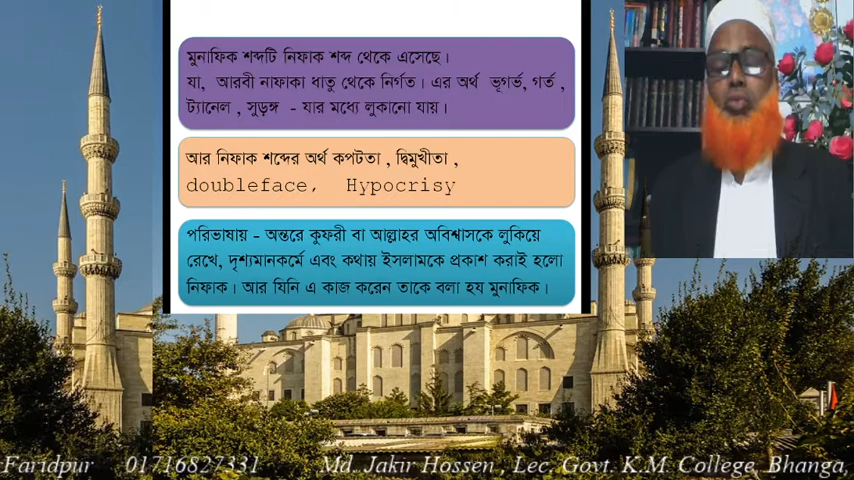 মুনাফিক শব্দটি নিফাক শব্দ থেকে এসেছে।
যা, আরবী নাফাকা ধাতু থেকে নির্গত। এর অর্থ ভূগর্ভ, গর্ত ,
ট্যানেল , সুড়ঙ্গ - যার মধ্যে লুকানো যায়।
আর নিফাক শব্দের অর্থ কপটতা , দ্বিমুখীতা ,
doubleface, Hypocrisy
পরিভাষায় - অন্তরে কুফরী বা আল্লাহর অবিশ্বাসকে লুকিয়ে
রেখে, দৃশ্যমানকর্মে এবং কথায় ইসলামকে প্রকাশ করাই হলো
নিফাক। আর যিনি এ কাজ করেন তাকে বলা হয মুনাফিক।
Faridpur 01716827331 Md. Jakir Hossen , Lec. Govt. K.M. College, Bhanga,